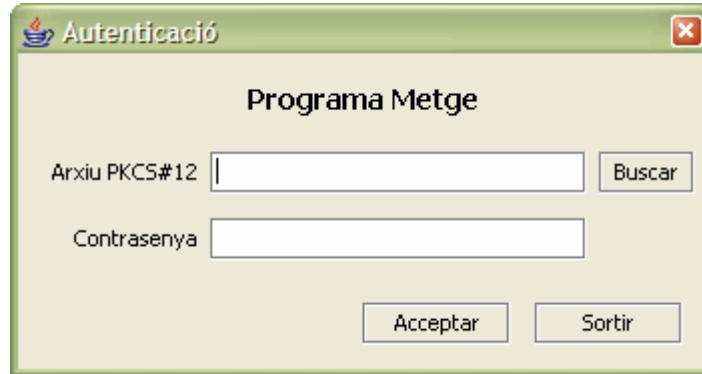 Autenticació
Programa Metge
Arxiu PKCS#12 Buscar
Contrasenya
Acceptar Sortir